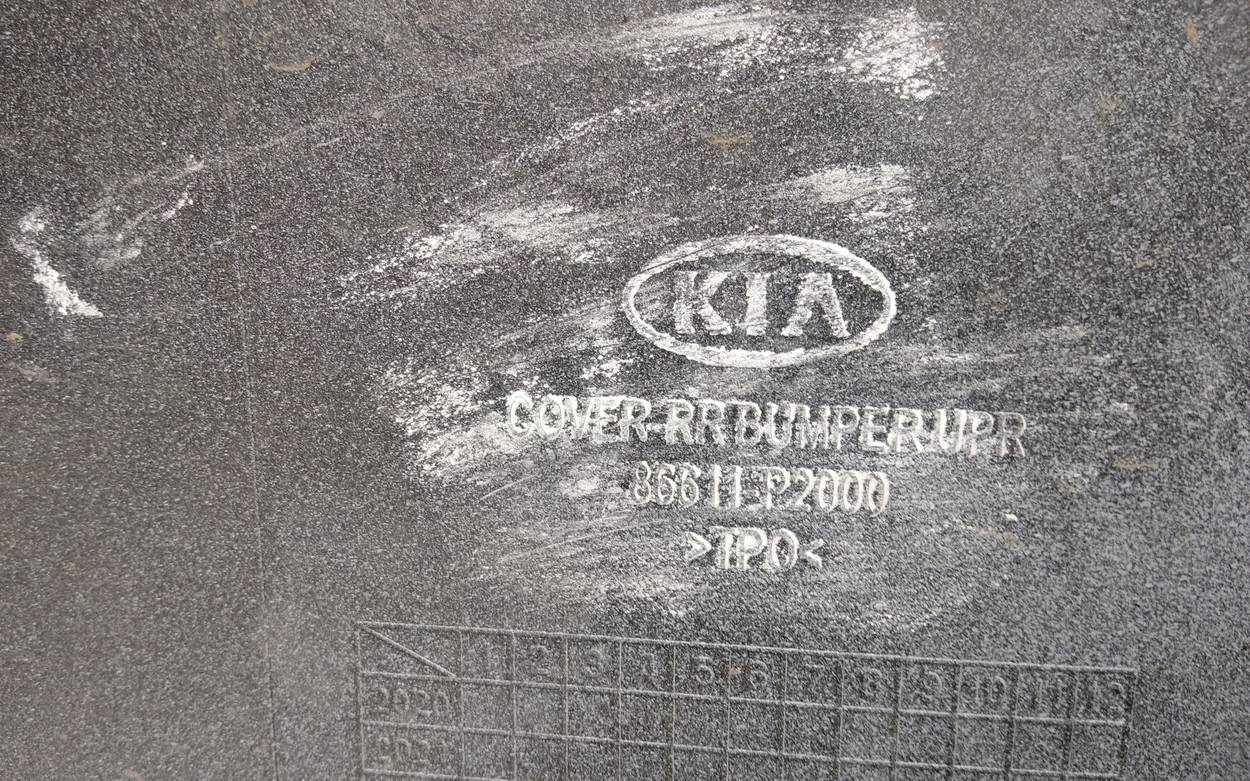 KIA
COVER-RR BUMPER,UPR
86611-P2000
>TPO<
1 2 3 4 5 6 7 8 9 10 11 12
2020
2021